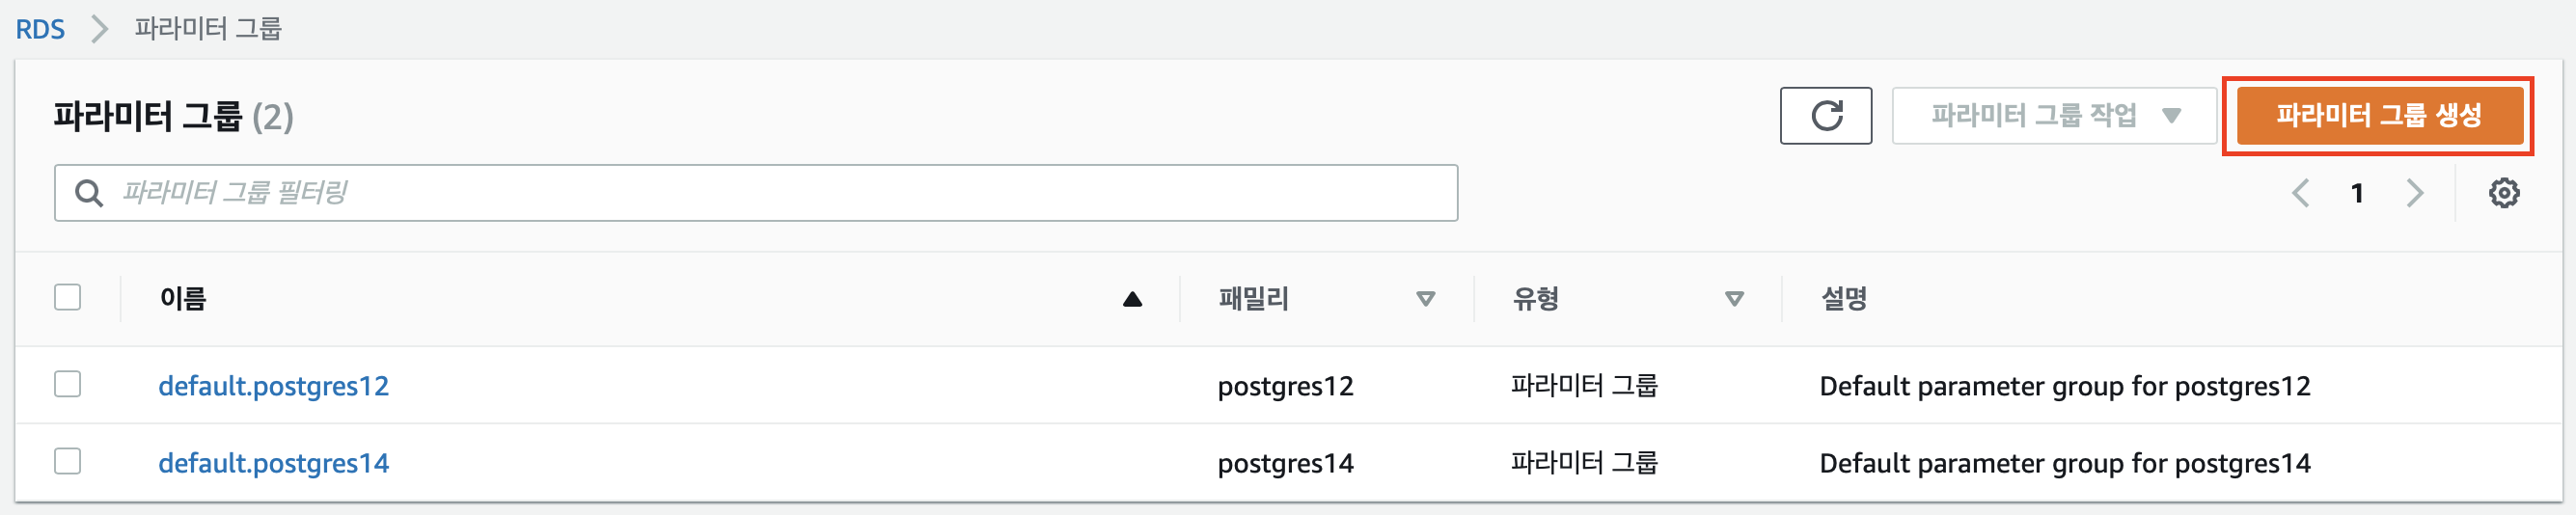 RDS 파라미터 그룹
파라미터 그룹 (2)
파라미터 그룹 작업
파라미터 그룹 생성
파라미터 그룹 필터링
1
이름 패밀리 유형 설명
default.postgres12 postgres12 파라미터 그룹 Default parameter group for postgres12
default.postgres14 postgres14 파라미터 그룹 Default parameter group for postgres14